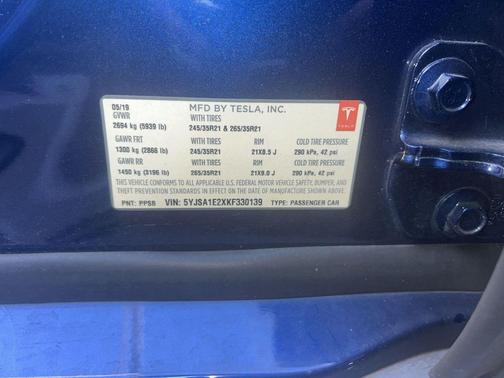 05/19 MFD BY TESLA, INC.
GVWR WITH TIRES
2694 kg (5939 lb) 245/35R21 & 265/35R21
TESLA
GAWR FRT WITH TIRES RIM COLD TIRE PRESSURE
1300 kg (2866 lb) 245/35R21 21X8.5 J 290 kPa, 42 psi
GAWR RR WITH TIRES RIM COLD TIRE PRESSURE
1450 kg (3196 lb) 265/35R21 21X9.0 J 290 kPa, 42 psi
THIS VEHICLE CONFORMS TO ALL APPLICABLE U.S. FEDERAL MOTOR VEHICLE SAFETY, BUMPER, AND
THEFT PREVENTION STANDARDS IN EFFECT ON THE DATE OF MANUFACTURE SHOWN ABOVE.
PNT: PPSB VIN: 5YJSA1E2XKF330139 TYPE: PASSENGER CAR